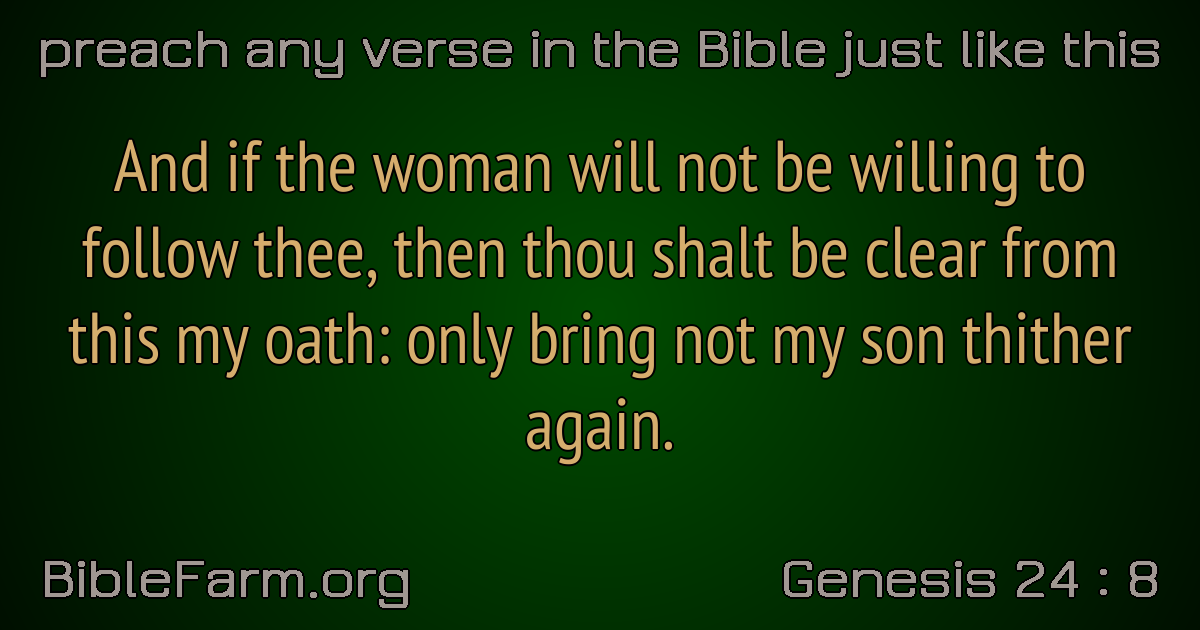 preach any verse in the Bible just like this
And if the woman will not be willing to
follow thee, then thou shalt be clear from
this my oath: only bring not my son thither
again.
BibleFarm.org
Genesis 24 : 8